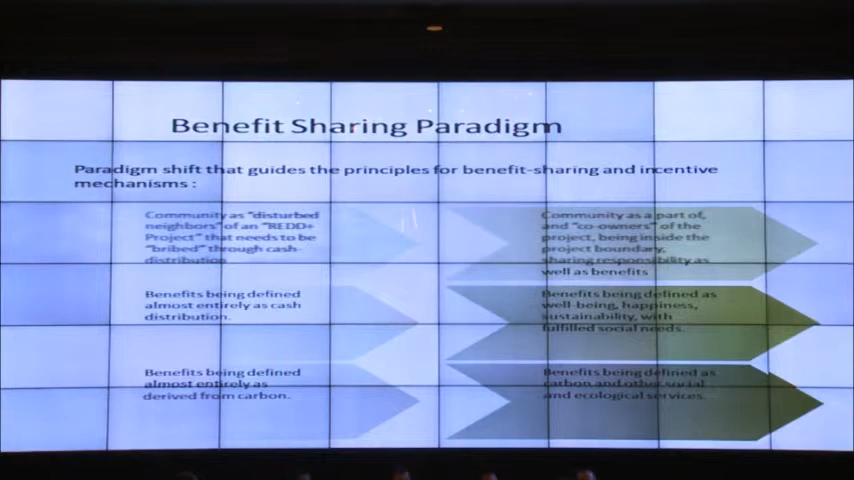 Benefit Sharing Paradigm
Paradigm shift that guides the principles for benefit-sharing and incentive
mechanisms :
Community as "disturbed
neighbors" of an "REDD+
Project" that needs to be
"bribed" through cash
distribution
Community as a part of,
and "co-owners" of the
project, being inside the
project boundary,
sharing responsibility as
well as benefits
Benefits being defined
almost entirely as cash
distribution.
Benefits being defined as
well-being, happiness,
sustainability, with
fulfilled social needs.
Benefits being defined
almost entirely as
derived from carbon.
Benefits being defined as
carbon and other social
and ecological services.